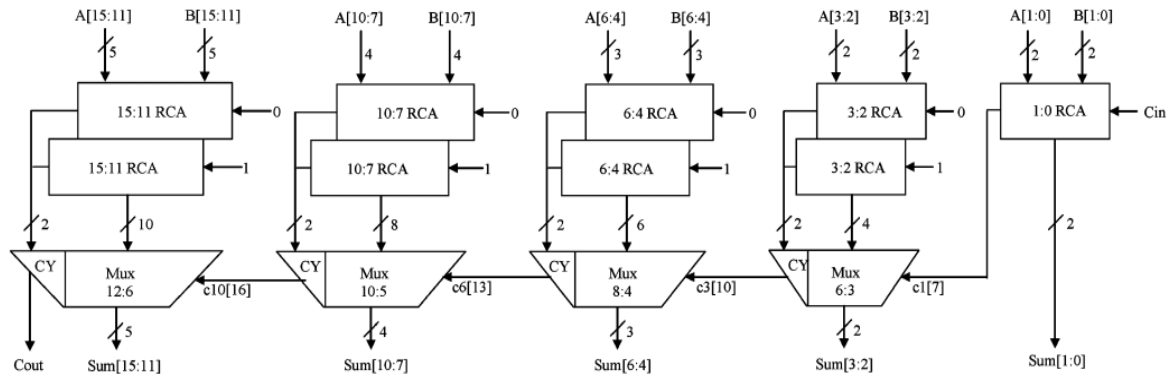 A[15:11] B[15:11] A[10:7] B[10:7] A[6:4] B[6:4] A[3:2] B[3:2] A[1:0] B[1:0]
5 5 4 4 3 3 2 2 2 2
15:11 RCA 0 10:7 RCA 0 6:4 RCA 0 3:2 RCA 0 1:0 RCA Cin
15:11 RCA 1 10:7 RCA 1 6:4 RCA 1 3:2 RCA 1
2 10 2 8 2 6 2 4 2
CY Mux CY Mux CY Mux CY Mux
12:6 c10[16] 10:5 c6[13] 8:4 c3[10] 6:3 c1[7]
5 4 3 2
Cout Sum[15:11] Sum[10:7] Sum[6:4] Sum[3:2] Sum[1:0]